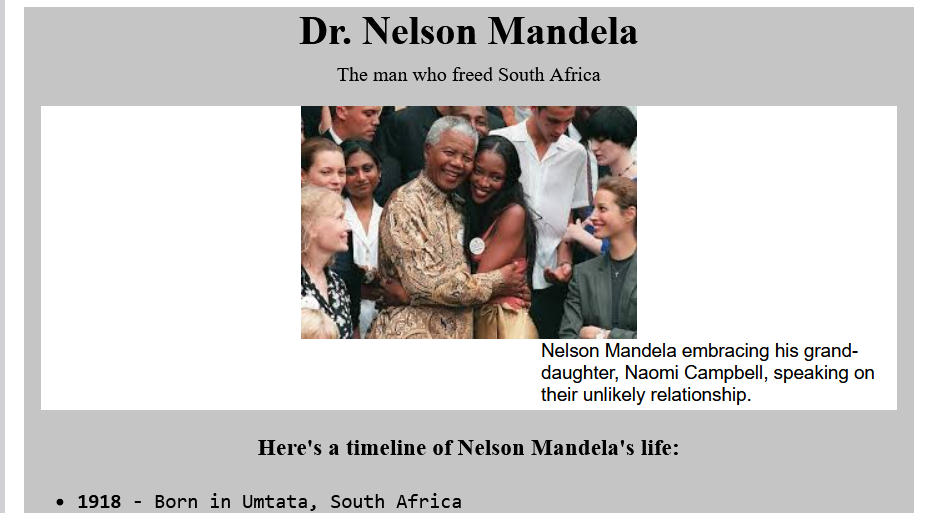 Dr. Nelson Mandela
The man who freed South Africa
Nelson Mandela embracing his grand-
daughter, Naomi Campbell, speaking on
their unlikely relationship.
Here's a timeline of Nelson Mandela's life:
• 1918 - Born in Umtata, South Africa